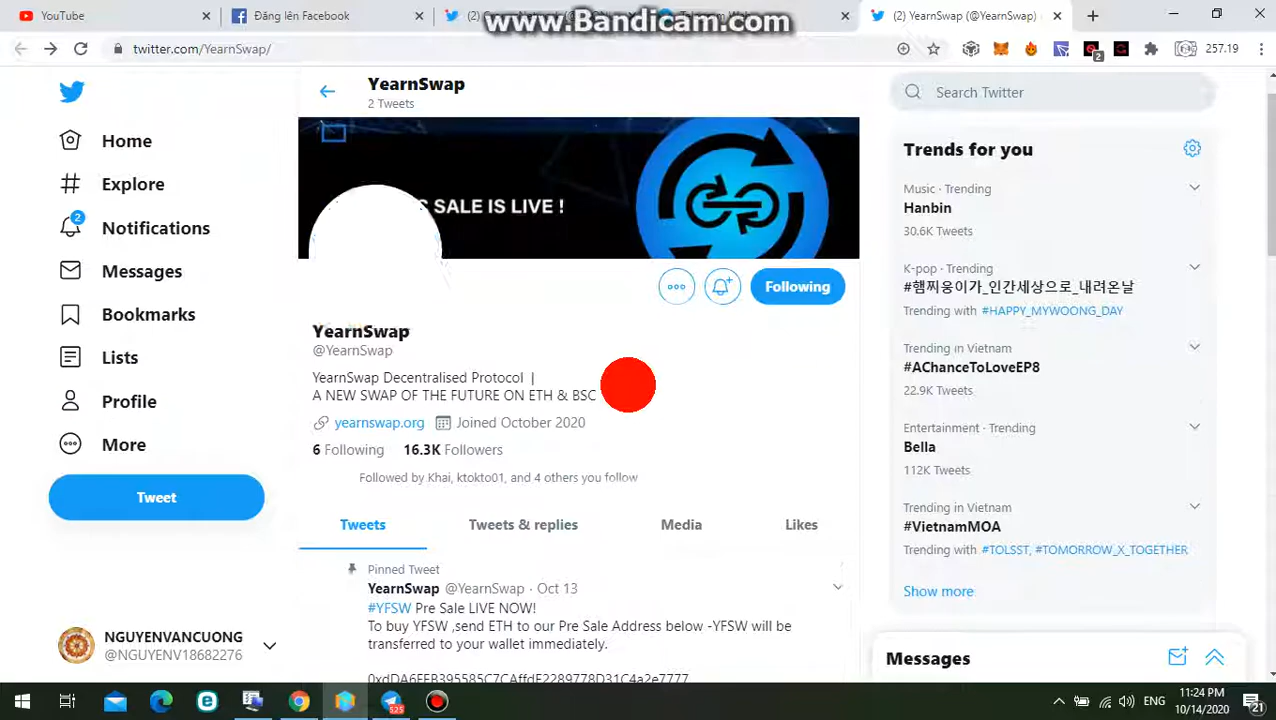 YouTube
Đăng lên Facebook
www.Bandicam.com
(2) YearnSwap (@YearnSwap)
twitter.com/YearnSwap/
2
257.19
YearnSwap
2 Tweets
Search Twitter
Home
Explore
2
Notifications
Messages
Bookmarks
Lists
Profile
More
Tweet
NGUYENVANCUONG
@NGUYENV18682276
SALE IS LIVE !
Following
YearnSwap
@YearnSwap
YearnSwap Decentralised Protocol |
A NEW SWAP OF THE FUTURE ON ETH & BSC
yearnswap.org Joined October 2020
6 Following 16.3K Followers
Followed by Khai, ktokto01, and 4 others you follow
Tweets Tweets & replies Media Likes
Pinned Tweet
YearnSwap @YearnSwap · Oct 13
#YFSW Pre Sale LIVE NOW!
To buy YFSW ,send ETH to our Pre Sale Address below -YFSW will be
transferred to your wallet immediately.
Trends for you
Music · Trending
Hanbin
30.6K Tweets
K-pop · Trending
#햄찌웅이가_인간세상으로_내려온날
Trending with #HAPPY_MYWOONG_DAY
Trending in Vietnam
#AChanceToLoveEP8
22.9K Tweets
Entertainment · Trending
Bella
112K Tweets
Trending in Vietnam
#VietnamMOA
Trending with #TOLSST, #TOMORROW_X_TOGETHER
Show more
Messages
525
ENG
11:24 PM
10/14/2020
21